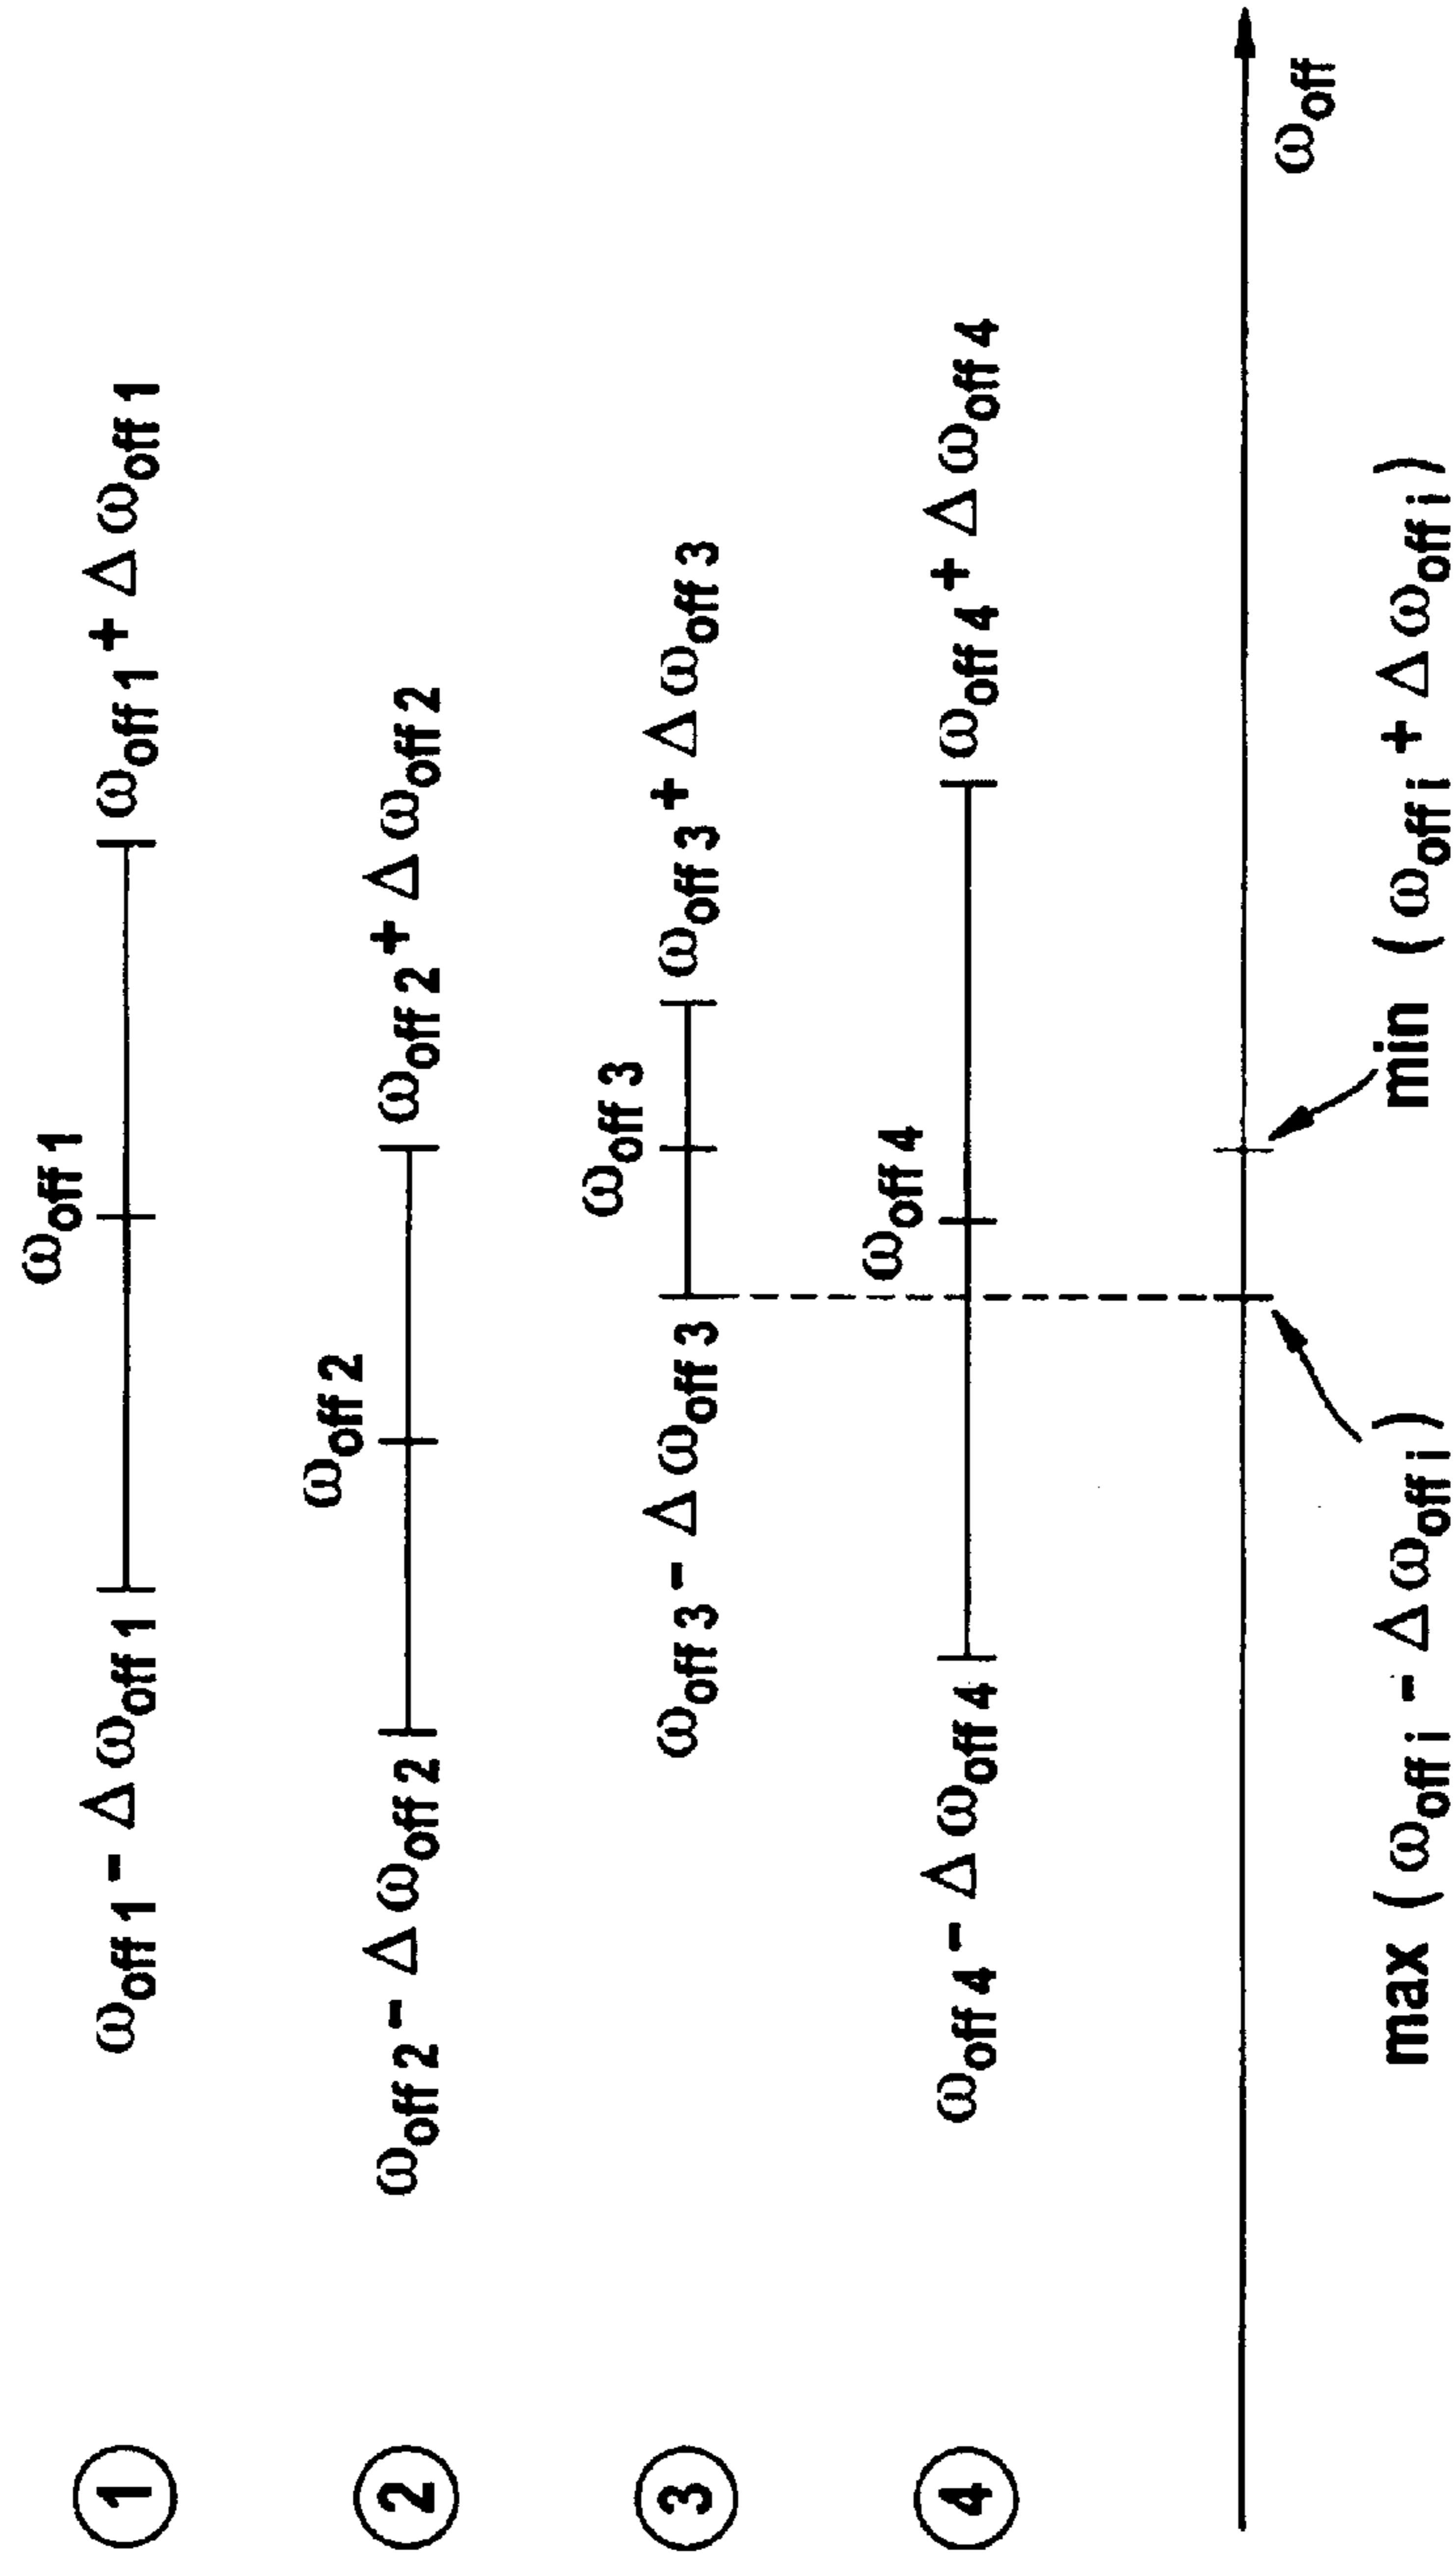 ① ω_off 1 − Δω_off 1 ω_off 1 ω_off 1 + Δω_off 1
② ω_off 2 − Δω_off 2 ω_off 2 ω_off 2 + Δω_off 2
③ ω_off 3 − Δω_off 3 ω_off 3 ω_off 3 + Δω_off 3
④ ω_off 4 − Δω_off 4 ω_off 4 ω_off 4 + Δω_off 4
ω_off
max (ω_off i − Δω_off i) min (ω_off i + Δω_off i)